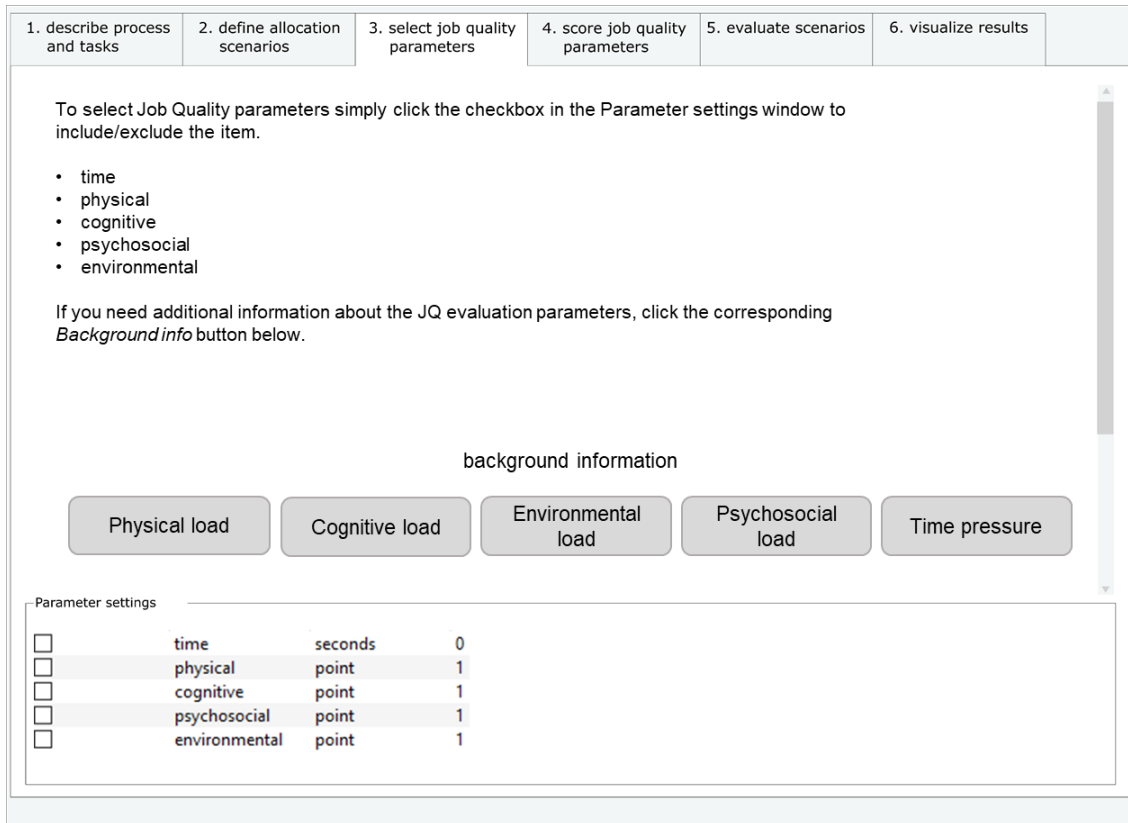 1. describe process and tasks
2. define allocation scenarios
3. select job quality parameters
4. score job quality parameters
5. evaluate scenarios
6. visualize results
To select Job Quality parameters simply click the checkbox in the Parameter settings window to
include/exclude the item.
• time
• physical
• cognitive
• psychosocial
• environmental
If you need additional information about the JQ evaluation parameters, click the corresponding
Background info button below.
background information
Physical load
Cognitive load
Environmental
load
Psychosocial
load
Time pressure
Parameter settings
time seconds 0
physical point 1
cognitive point 1
psychosocial point 1
environmental point 1